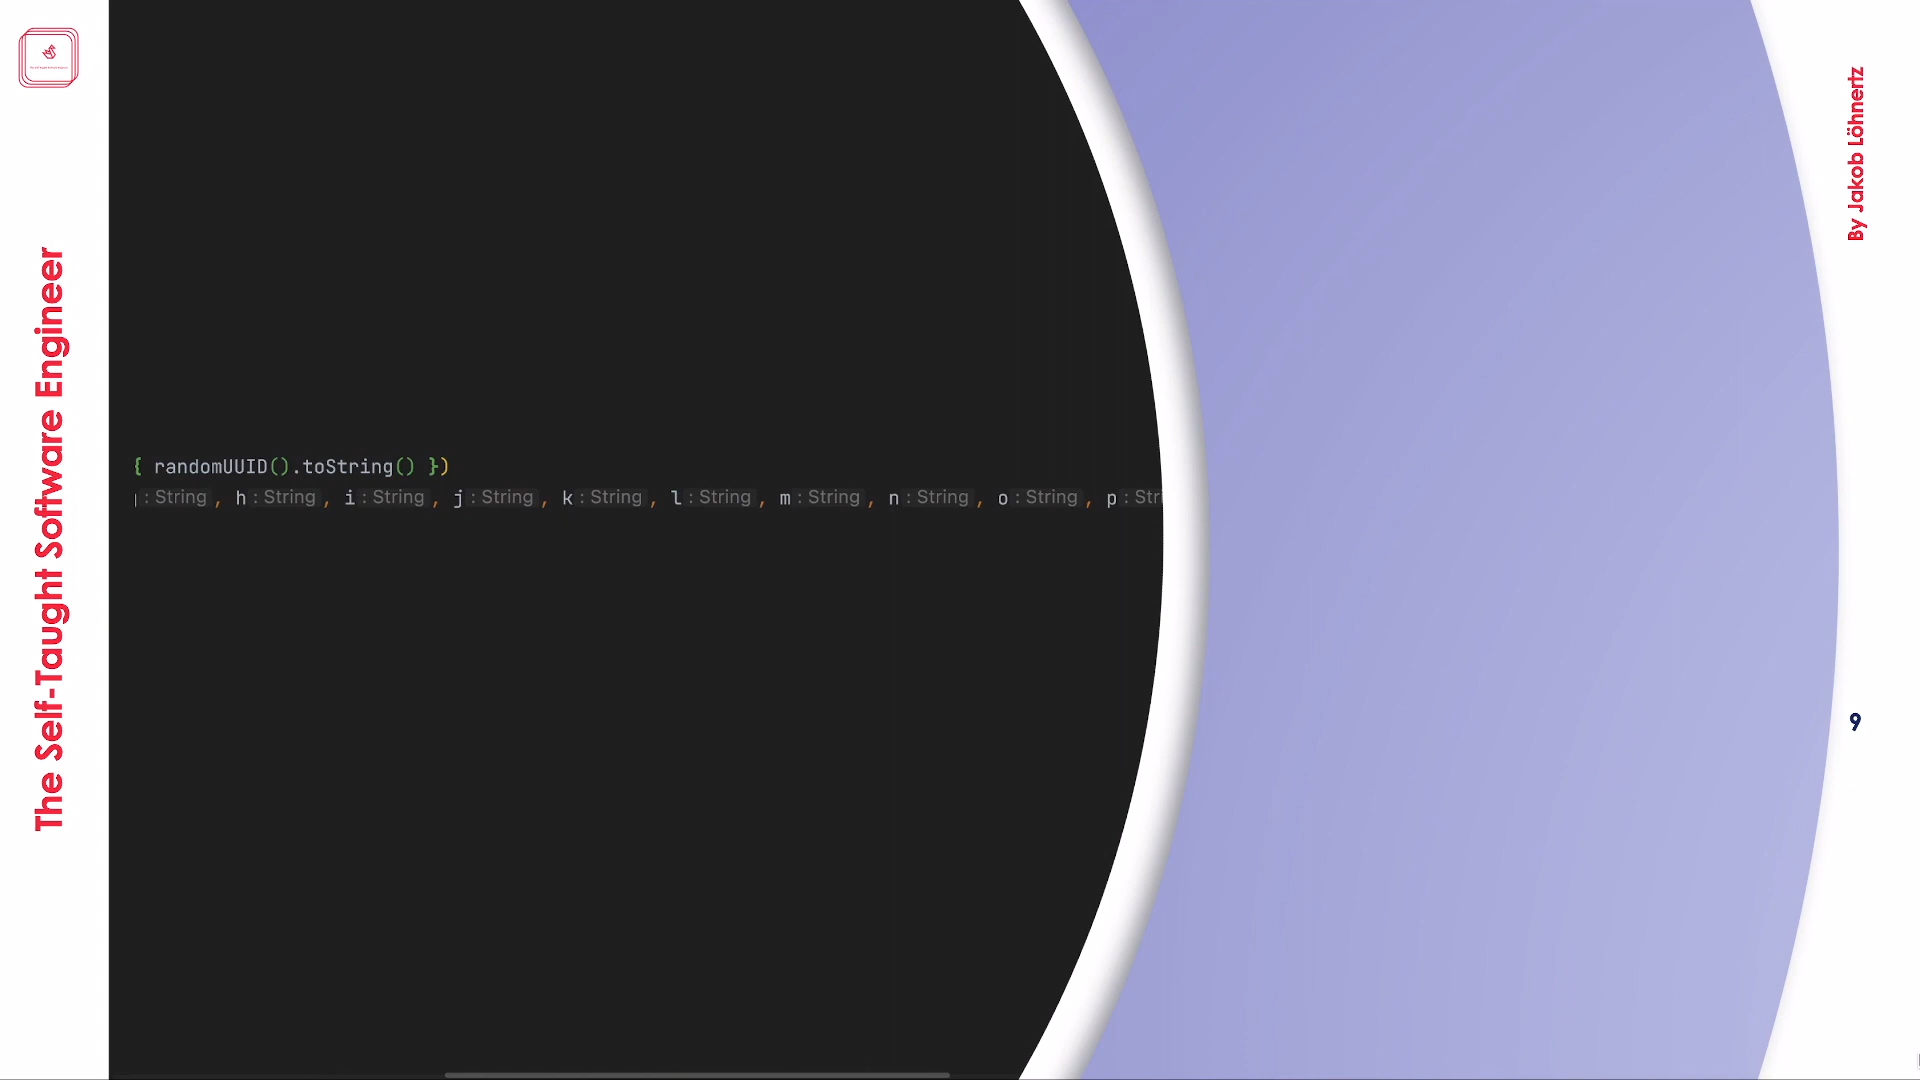 The Self-Taught Software Engineer
{ randomUUID().toString() })
: String , h : String , i : String , j : String , k : String , l : String , m : String , n : String , o : String , p : Stri
By Jakob Löhnertz
9